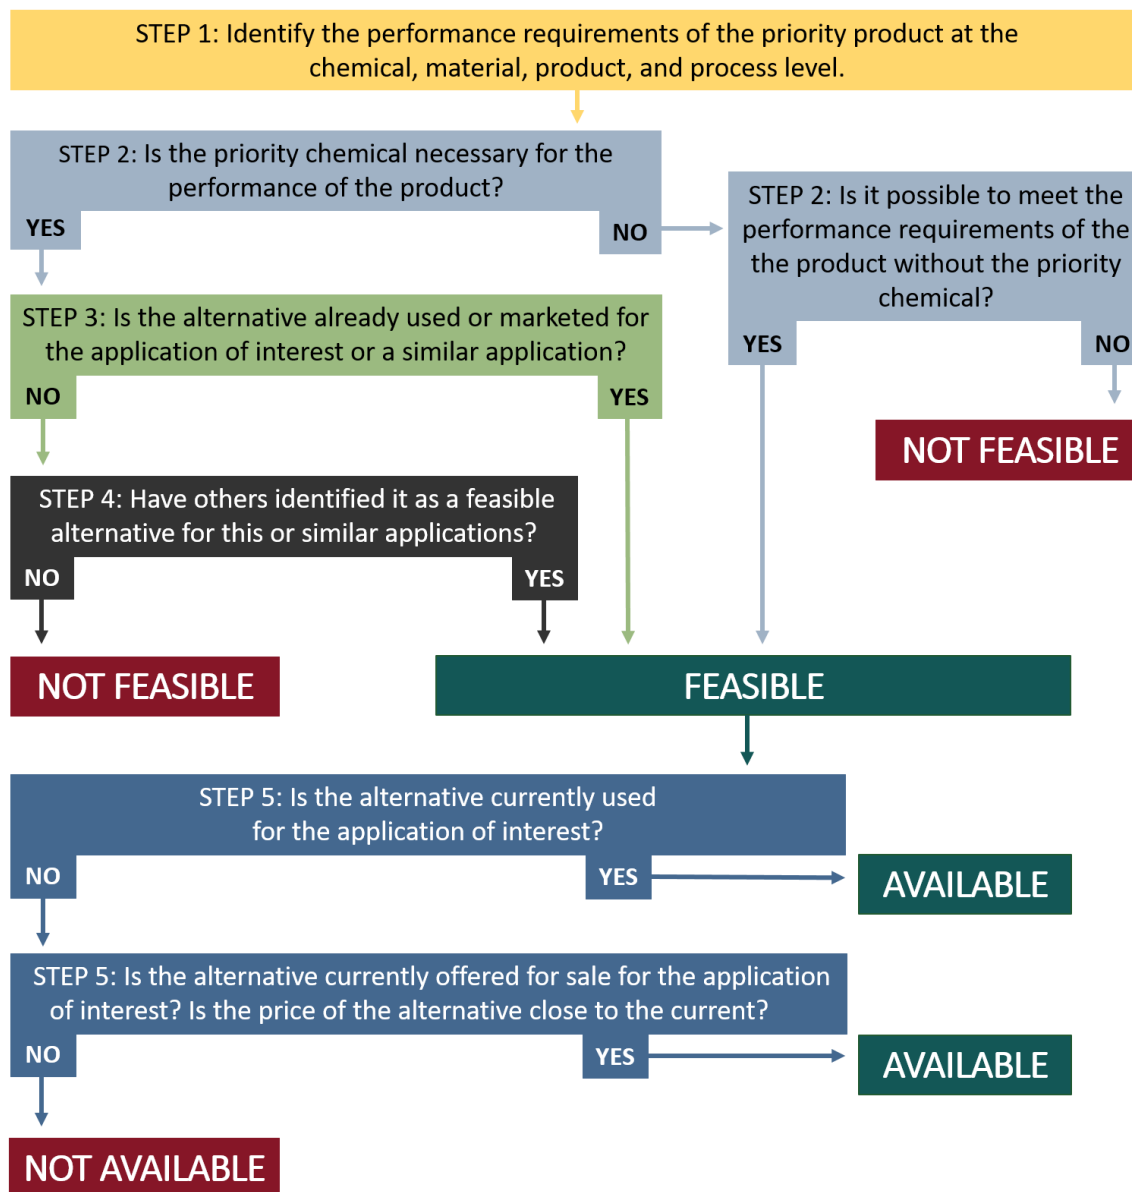 STEP 1: Identify the performance requirements of the priority product at the
chemical, material, product, and process level.
STEP 2: Is the priority chemical necessary for the
performance of the product?
YES
NO
STEP 2: Is it possible to meet the
performance requirements of the
the product without the priority
chemical?
YES
NO
NOT FEASIBLE
STEP 3: Is the alternative already used or marketed for
the application of interest or a similar application?
NO
YES
STEP 4: Have others identified it as a feasible
alternative for this or similar applications?
NO
YES
NOT FEASIBLE
FEASIBLE
STEP 5: Is the alternative currently used
for the application of interest?
NO
YES
AVAILABLE
STEP 5: Is the alternative currently offered for sale for the application
of interest? Is the price of the alternative close to the current?
NO
YES
AVAILABLE
NOT AVAILABLE